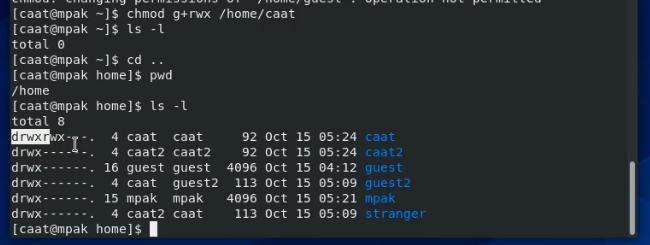 chmod: changing permissions of '/home/guest': Operation not permitted
[caat@mpak ~]$ chmod g+rwx /home/caat
[caat@mpak ~]$ ls -l
total 0
[caat@mpak ~]$ cd ..
[caat@mpak home]$ pwd
/home
[caat@mpak home]$ ls -l
total 8
drwxrwx---. 4 caat caat 92 Oct 15 05:24 caat
drwx------. 4 caat2 caat2 92 Oct 15 05:24 caat2
drwx------. 16 guest guest 4096 Oct 15 04:12 guest
drwx------. 4 caat guest2 113 Oct 15 05:09 guest2
drwx------. 15 mpak mpak 4096 Oct 15 05:21 mpak
drwx------. 4 caat2 caat 113 Oct 15 05:09 stranger
[caat@mpak home]$